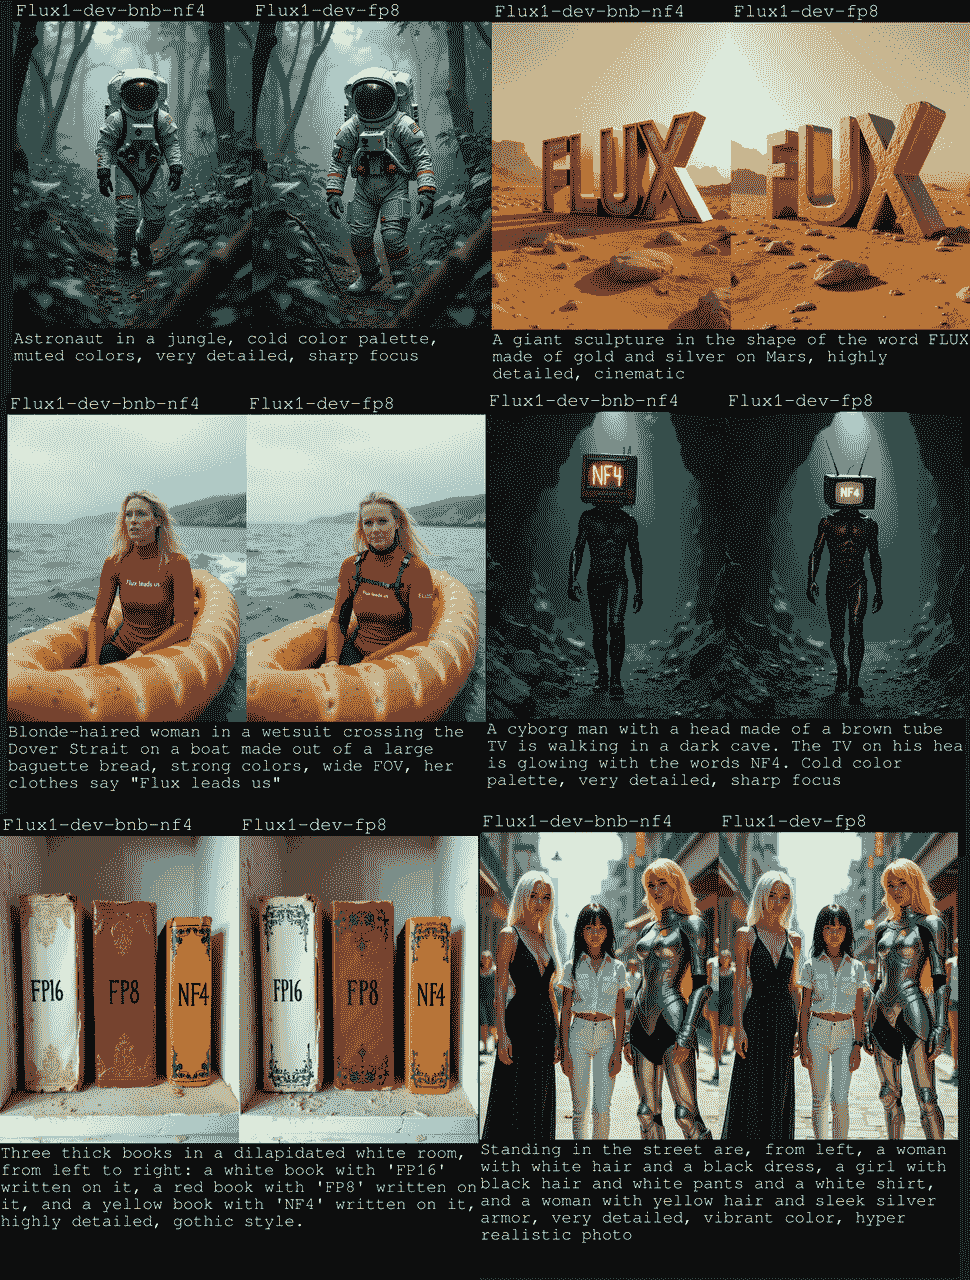 Flux1-dev-bnb-nf4 Flux1-dev-fp8
FLUX FUX
Astronaut in a jungle, cold color palette,
muted colors, very detailed, sharp focus
Flux1-dev-bnb-nf4 Flux1-dev-fp8
A giant sculpture in the shape of the word FLUX
made of gold and silver on Mars, highly
detailed, cinematic
Flux1-dev-bnb-nf4 Flux1-dev-fp8
Flux leads us
Flux leads us
FLUX
Blonde-haired woman in a wetsuit crossing the
Dover Strait on a boat made out of a large
baguette bread, strong colors, wide FOV, her
clothes say "Flux leads us"
Flux1-dev-bnb-nf4 Flux1-dev-fp8
NF4
NF4
A cyborg man with a head made of a brown tube
TV is walking in a dark cave. The TV on his hea
is glowing with the words NF4. Cold color
palette, very detailed, sharp focus
Flux1-dev-bnb-nf4 Flux1-dev-fp8
FP16 FP8 NF4
FP16 FP8 NF4
Three thick books in a dilapidated white room,
from left to right: a white book with 'FP16'
written on it, a red book with 'FP8' written on
it, and a yellow book with 'NF4' written on it,
highly detailed, gothic style.
Flux1-dev-bnb-nf4 Flux1-dev-fp8
Standing in the street are, from left, a woman
with white hair and a black dress, a girl with
black hair and white pants and a white shirt,
and a woman with yellow hair and sleek silver
armor, very detailed, vibrant color, hyper
realistic photo